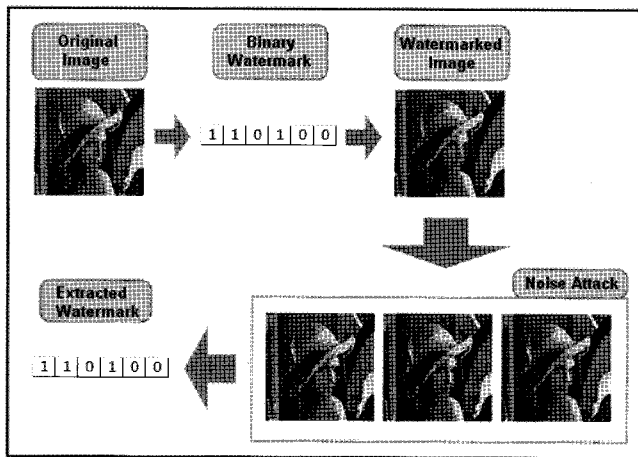 Original
Image
Binary
Watermark
Watermarked
Image
1 1 0 1 0 0
Noise Attack
Extracted
Watermark
1 1 0 1 0 0